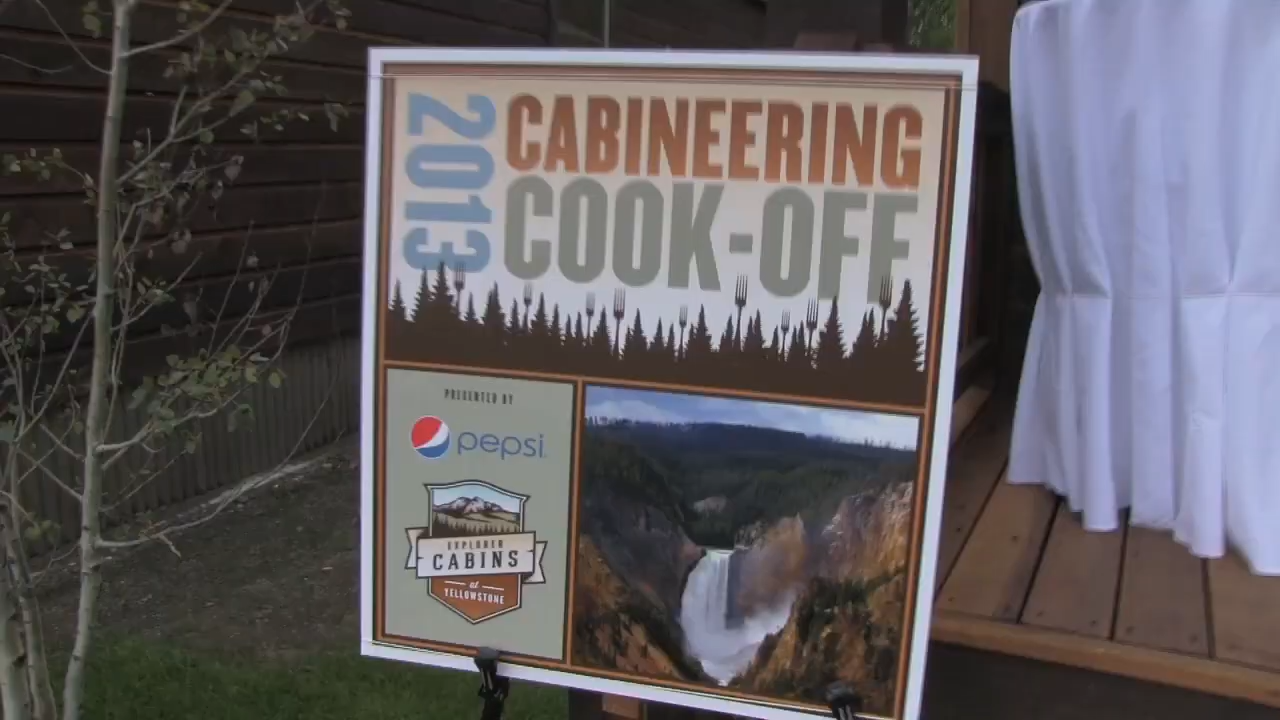 2013
CABINEERING
COOK-OFF
PRESENTED BY
pepsi
EXPLORER
CABINS
at
YELLOWSTONE